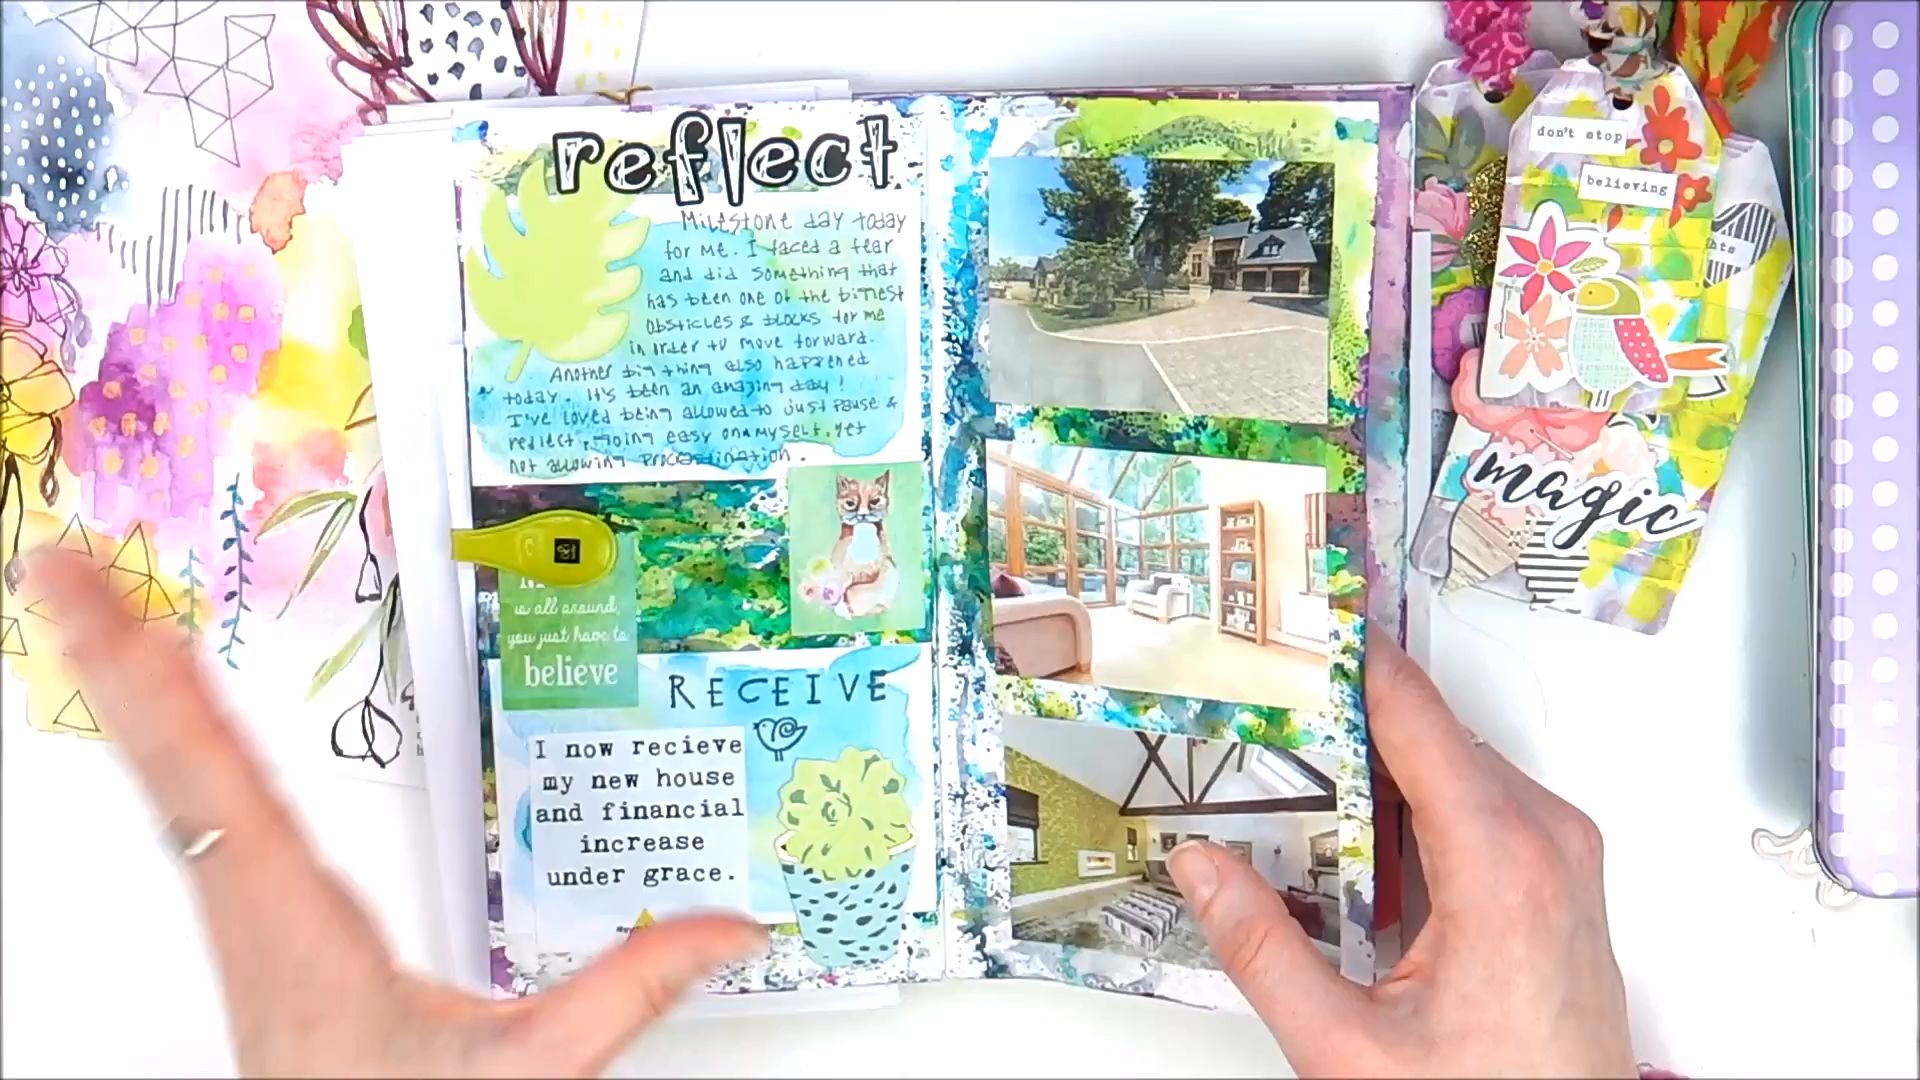 reflect
Milestone day today
for me. I faced a fear
and did something that
has been one of the biggest
obsticles & blocks for me
in order to move forward.
Another big thing also happened
today. It's been an amazing day!
I've loved being allowed to just pause &
reflect, going easy on myself, yet
not allowing procrastination.
is all around,
you just have to
believe
RECEIVE
I now recieve
my new house
and financial
increase
under grace.
don't stop
believing
hts
magic